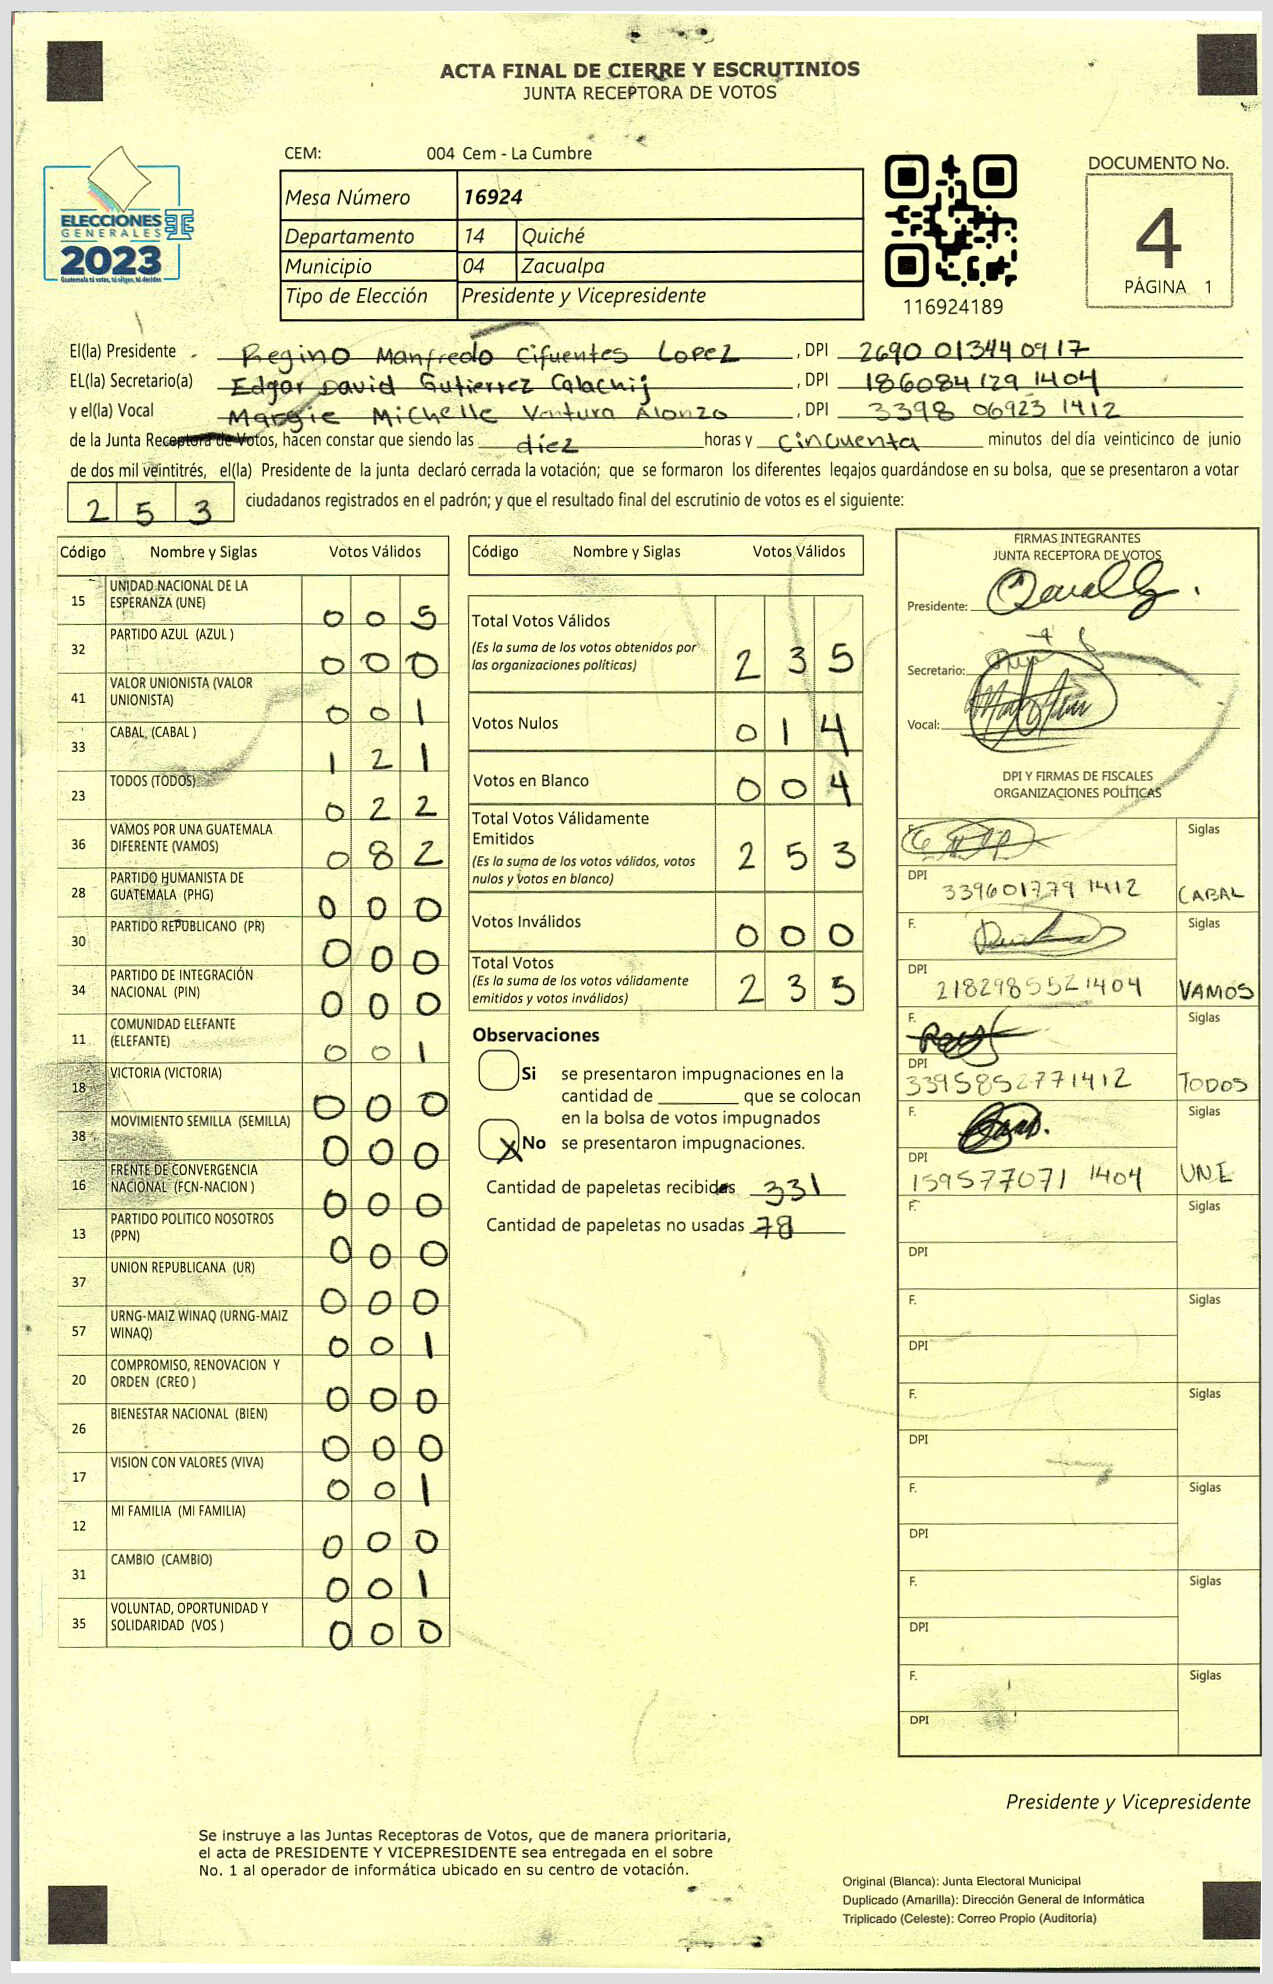 ACTA FINAL DE CIERRE Y ESCRUTINIOS
JUNTA RECEPTORA DE VOTOS
CEM: 004 Cem - La Cumbre
Mesa Número 16924
Departamento 14 Quiché
Municipio 04 Zacualpa
Tipo de Elección Presidente y Vicepresidente
ELECCIONES
GENERALES
2023
Guatemala tú votas, tú eliges, tú decides
116924189
DOCUMENTO No.
4
PÁGINA 1
El(la) Presidente Regino Manfredo Cifuentes Lopez , DPI 2690 01344 0917
EL(la) Secretario(a) Edgar David Gutierrez Calachij , DPI 186084129 1404
y el(la) Vocal Margie Michelle Ventura Alonzo , DPI 3398 06923 1412
de la Junta Receptora de Votos, hacen constar que siendo las diez horas y cincuenta minutos del día veinticinco de junio
de dos mil veintitrés, el(la) Presidente de la junta declaró cerrada la votación; que se formaron los diferentes legajos guardándose en su bolsa, que se presentaron a votar
2 5 3 ciudadanos registrados en el padrón; y que el resultado final del escrutinio de votos es el siguiente:
Código Nombre y Siglas Votos Válidos
15 UNIDAD NACIONAL DE LA ESPERANZA (UNE) 0 0 5
32 PARTIDO AZUL (AZUL ) 0 0 0
41 VALOR UNIONISTA (VALOR UNIONISTA) 0 0 1
33 CABAL, (CABAL ) 1 2 1
23 TODOS (TODOS) 0 2 2
36 VAMOS POR UNA GUATEMALA DIFERENTE (VAMOS) 0 8 2
28 PARTIDO HUMANISTA DE GUATEMALA (PHG) 0 0 0
30 PARTIDO REPUBLICANO (PR) 0 0 0
34 PARTIDO DE INTEGRACIÓN NACIONAL (PIN) 0 0 0
11 COMUNIDAD ELEFANTE (ELEFANTE) 0 0 1
18 VICTORIA (VICTORIA) 0 0 0
38 MOVIMIENTO SEMILLA (SEMILLA) 0 0 0
16 FRENTE DE CONVERGENCIA NACIONAL (FCN-NACION ) 0 0 0
13 PARTIDO POLITICO NOSOTROS (PPN) 0 0 0
37 UNION REPUBLICANA (UR) 0 0 0
57 URNG-MAIZ WINAQ (URNG-MAIZ WINAQ) 0 0 1
20 COMPROMISO, RENOVACION Y ORDEN (CREO ) 0 0 0
26 BIENESTAR NACIONAL (BIEN) 0 0 0
17 VISION CON VALORES (VIVA) 0 0 1
12 MI FAMILIA (MI FAMILIA) 0 0 0
31 CAMBIO (CAMBIO) 0 0 1
35 VOLUNTAD, OPORTUNIDAD Y SOLIDARIDAD (VOS ) 0 0 0
Código Nombre y Siglas Votos Válidos
Total Votos Válidos 2 3 5
(Es la suma de los votos obtenidos por
las organizaciones políticas)
Votos Nulos 0 1 4
Votos en Blanco 0 0 4
Total Votos Válidamente
Emitidos 2 5 3
(Es la suma de los votos válidos, votos
nulos y votos en blanco)
Votos Inválidos 0 0 0
Total Votos 2 3 5
(Es la suma de los votos válidamente
emitidos y votos inválidos)
Observaciones
Si se presentaron impugnaciones en la
cantidad de ________ que se colocan
en la bolsa de votos impugnados
X No se presentaron impugnaciones.
Cantidad de papeletas recibidas 331
Cantidad de papeletas no usadas 78
FIRMAS INTEGRANTES
JUNTA RECEPTORA DE VOTOS
Presidente:
Secretario:
Vocal:
DPI Y FIRMAS DE FISCALES
ORGANIZACIONES POLÍTICAS
F. Siglas
DPI 339601779 1412 CABAL
F. Siglas
DPI 2182985521404 VAMOS
F. Siglas
DPI 3395852771412 TODOS
F. Siglas
DPI 159577071 1404 UNE
F. Siglas
DPI
F. Siglas
DPI
F. Siglas
DPI
F. Siglas
DPI
F. Siglas
DPI
F. Siglas
DPI
Presidente y Vicepresidente
Se instruye a las Juntas Receptoras de Votos, que de manera prioritaria,
el acta de PRESIDENTE Y VICEPRESIDENTE sea entregada en el sobre
No. 1 al operador de informática ubicado en su centro de votación.
Original (Blanca): Junta Electoral Municipal
Duplicado (Amarilla): Dirección General de Informática
Triplicado (Celeste): Correo Propio (Auditoría)